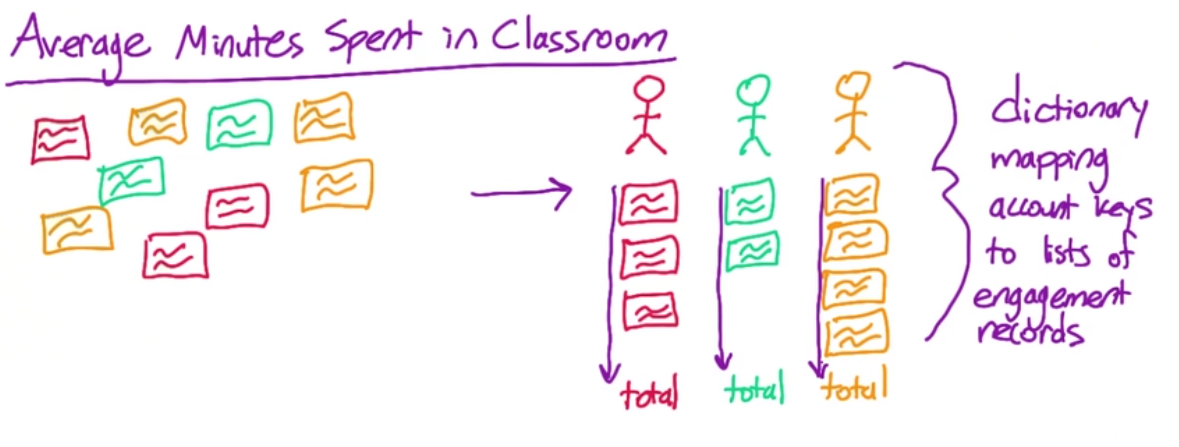 Average Minutes Spent in Classroom
dictionary
mapping
account keys
to lists of
engagement
records
total total total